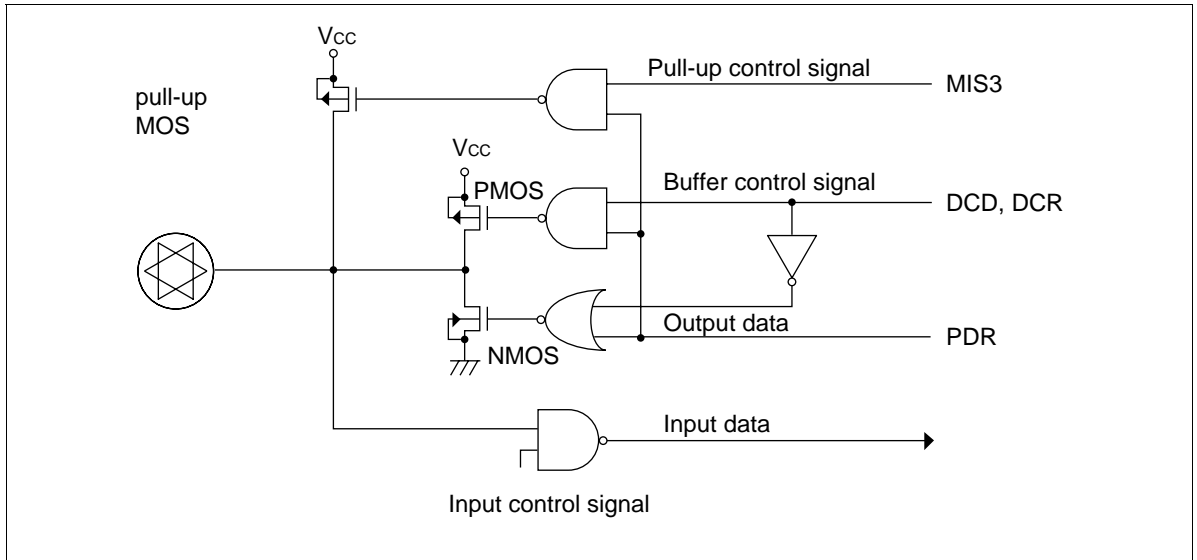 VCC
pull-up
MOS
Pull-up control signal
MIS3
VCC
PMOS
Buffer control signal
DCD, DCR
NMOS
Output data
PDR
Input data
Input control signal